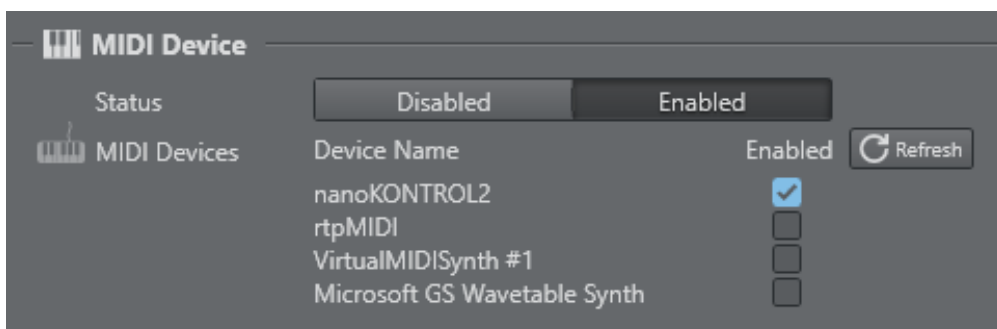 MIDI Device
Status Disabled Enabled
MIDI Devices Device Name Enabled Refresh
nanoKONTROL2
rtpMIDI
VirtualMIDISynth #1
Microsoft GS Wavetable Synth